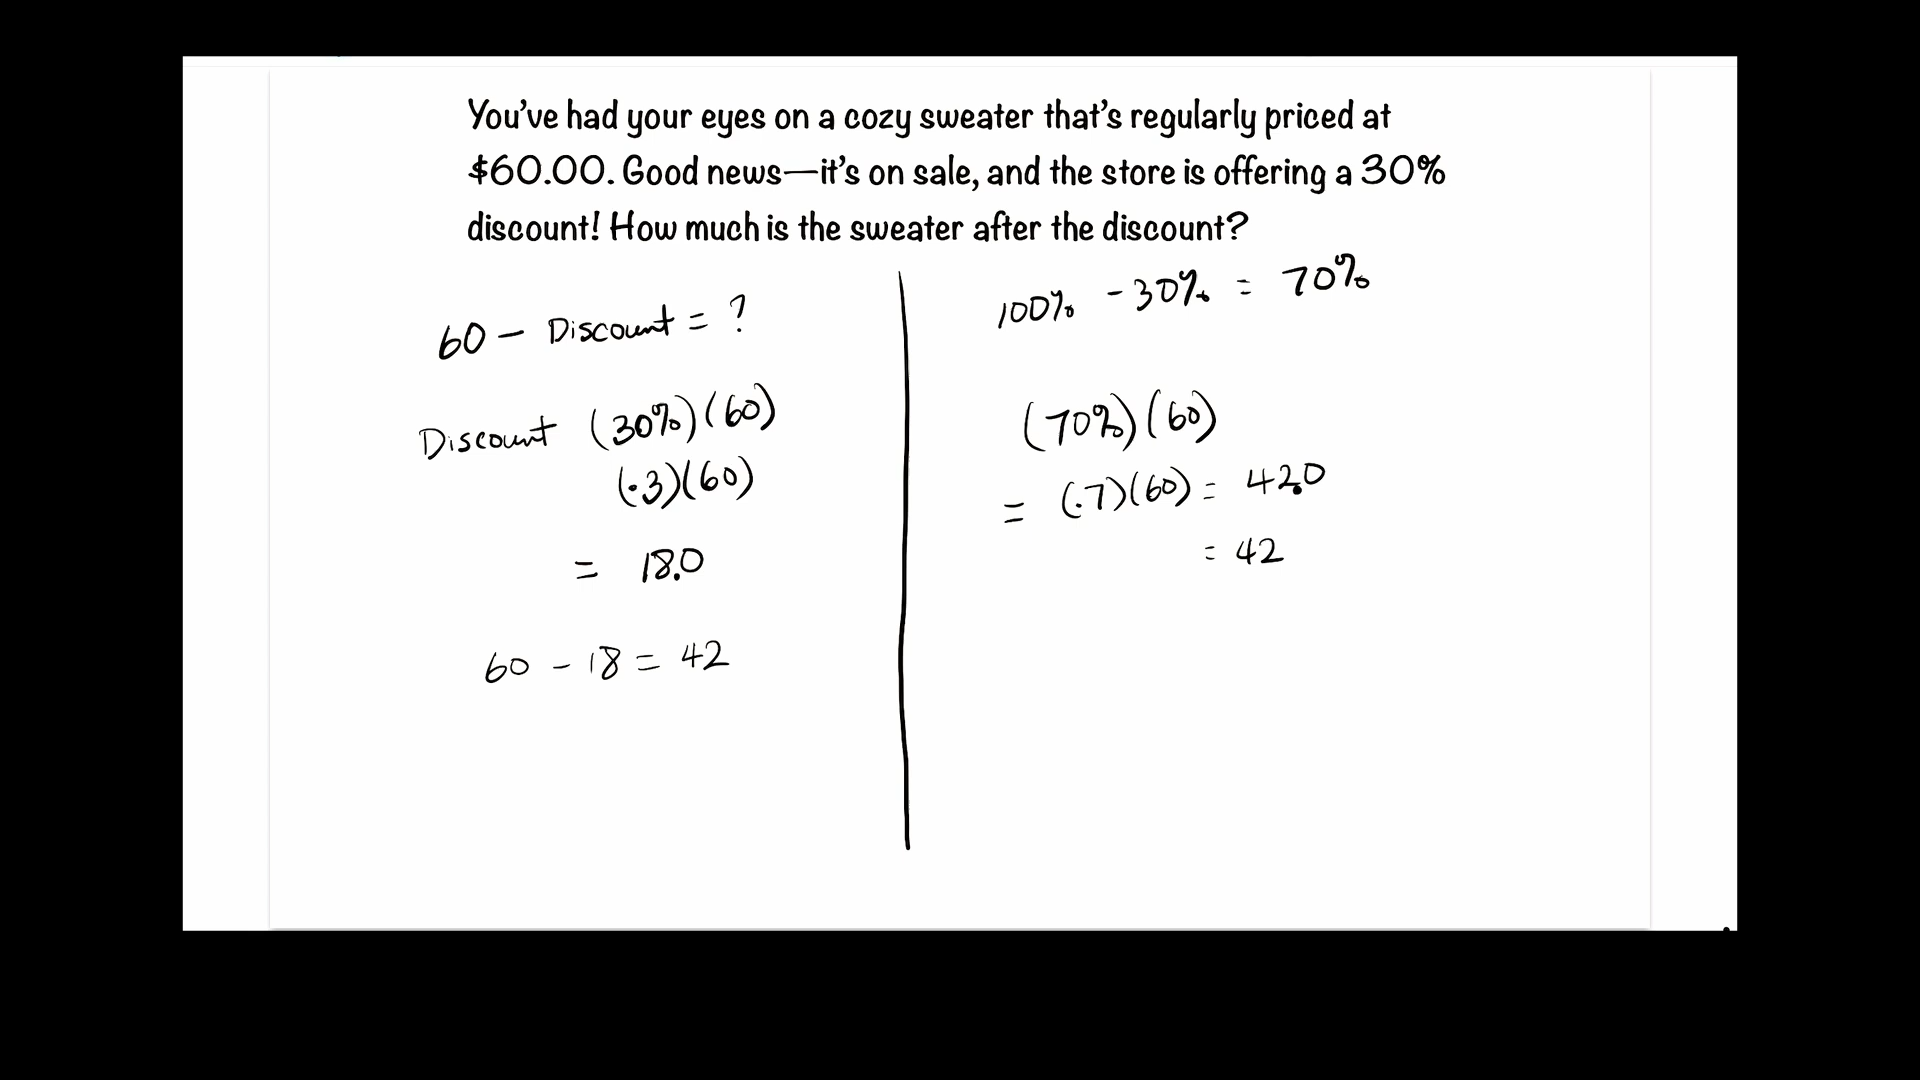 You've had your eyes on a cozy sweater that's regularly priced at
$60.00. Good news—it's on sale, and the store is offering a 30%
discount! How much is the sweater after the discount?
60 - Discount = ?
Discount (30%)(60)
(.3)(60)
= 18.0
60 - 18 = 42
100% - 30% = 70%
(70%)(60)
= (.7)(60) = 42.0
= 42